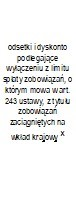 odsetki i dyskonto
podlegające
wyłączeniu z limitu
spłaty zobowiązań, o
którym mowa w art.
243 ustawy, z tytułu
zobowiązań
zaciągniętych na
wkład krajowy x